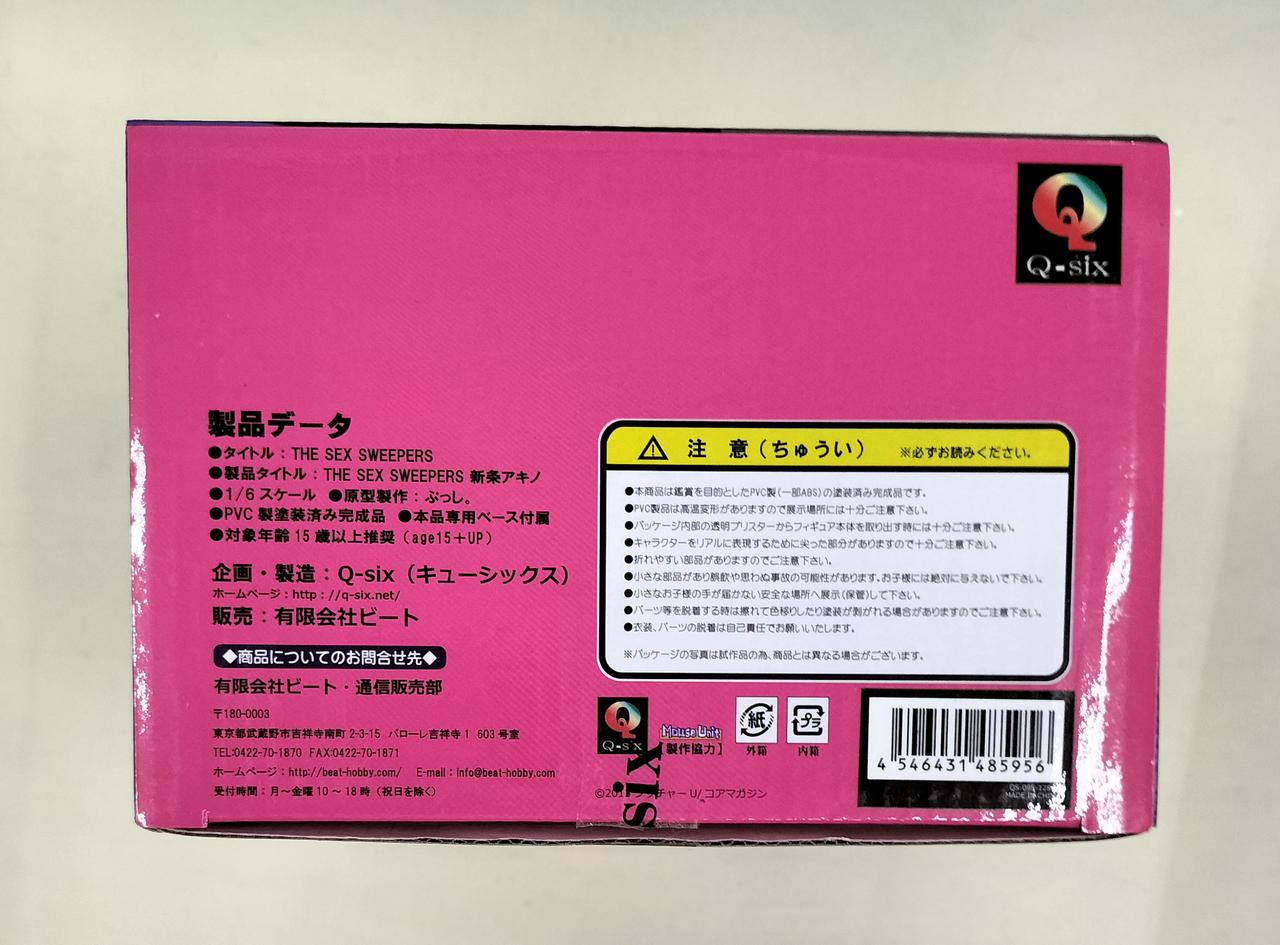 Q-six
製品データ
●タイトル：THE SEX SWEEPERS
●製品タイトル：THE SEX SWEEPERS 新条アキノ
●1/6 スケール ●原型製作：ぶっし。
●PVC 製塗装済み完成品 ●本品専用ベース付属
●対象年齢 15 歳以上推奨（age15＋UP）
企画・製造：Q-six（キューシックス）
ホームページ：http://q-six.net/
販売：有限会社ビート
◆商品についてのお問合せ先◆
有限会社ビート・通信販売部
〒180-0003
東京都武蔵野市吉祥寺南町 2-3-15 バローレ吉祥寺 1 603 号室
TEL:0422-70-1870 FAX:0422-70-1871
ホームページ：http://beat-hobby.com/ E-mail：info@beat-hobby.com
受付時間：月～金曜 10～18 時（祝日を除く）
注 意（ちゅうい） ※必ずお読みください。
●本商品は鑑賞を目的としたPVC製(一部ABS)の塗装済み完成品です。
●PVC製品は高温変形がありますので展示場所には十分ご注意下さい。
●パッケージ内部の透明ブリスターからフィギュア本体を取り出す時には十分ご注意下さい。
●キャラクターをリアルに表現するために尖った部分がありますので十分ご注意下さい。
●折れやすい部品がありますのでご注意下さい。
●小さな部品があり誤飲や思わぬ事故の可能性があります。お子様には絶対に与えないで下さい。
●小さなお子様の手が届かない安全な場所へ展示(保管)して下さい。
●パーツ等を脱着する時は擦れて色移りしたり塗装が剥がれる場合がありますのでご注意下さい。
●衣装、パーツの脱着は自己責任でお願いいたします。
※パッケージの写真は試作品の為、商品とは異なる場合がございます。
Q-six
Mouse Unit
【製作協力】
紙
外箱
プラ
内箱
six
コアマガジン
4 546431 485956